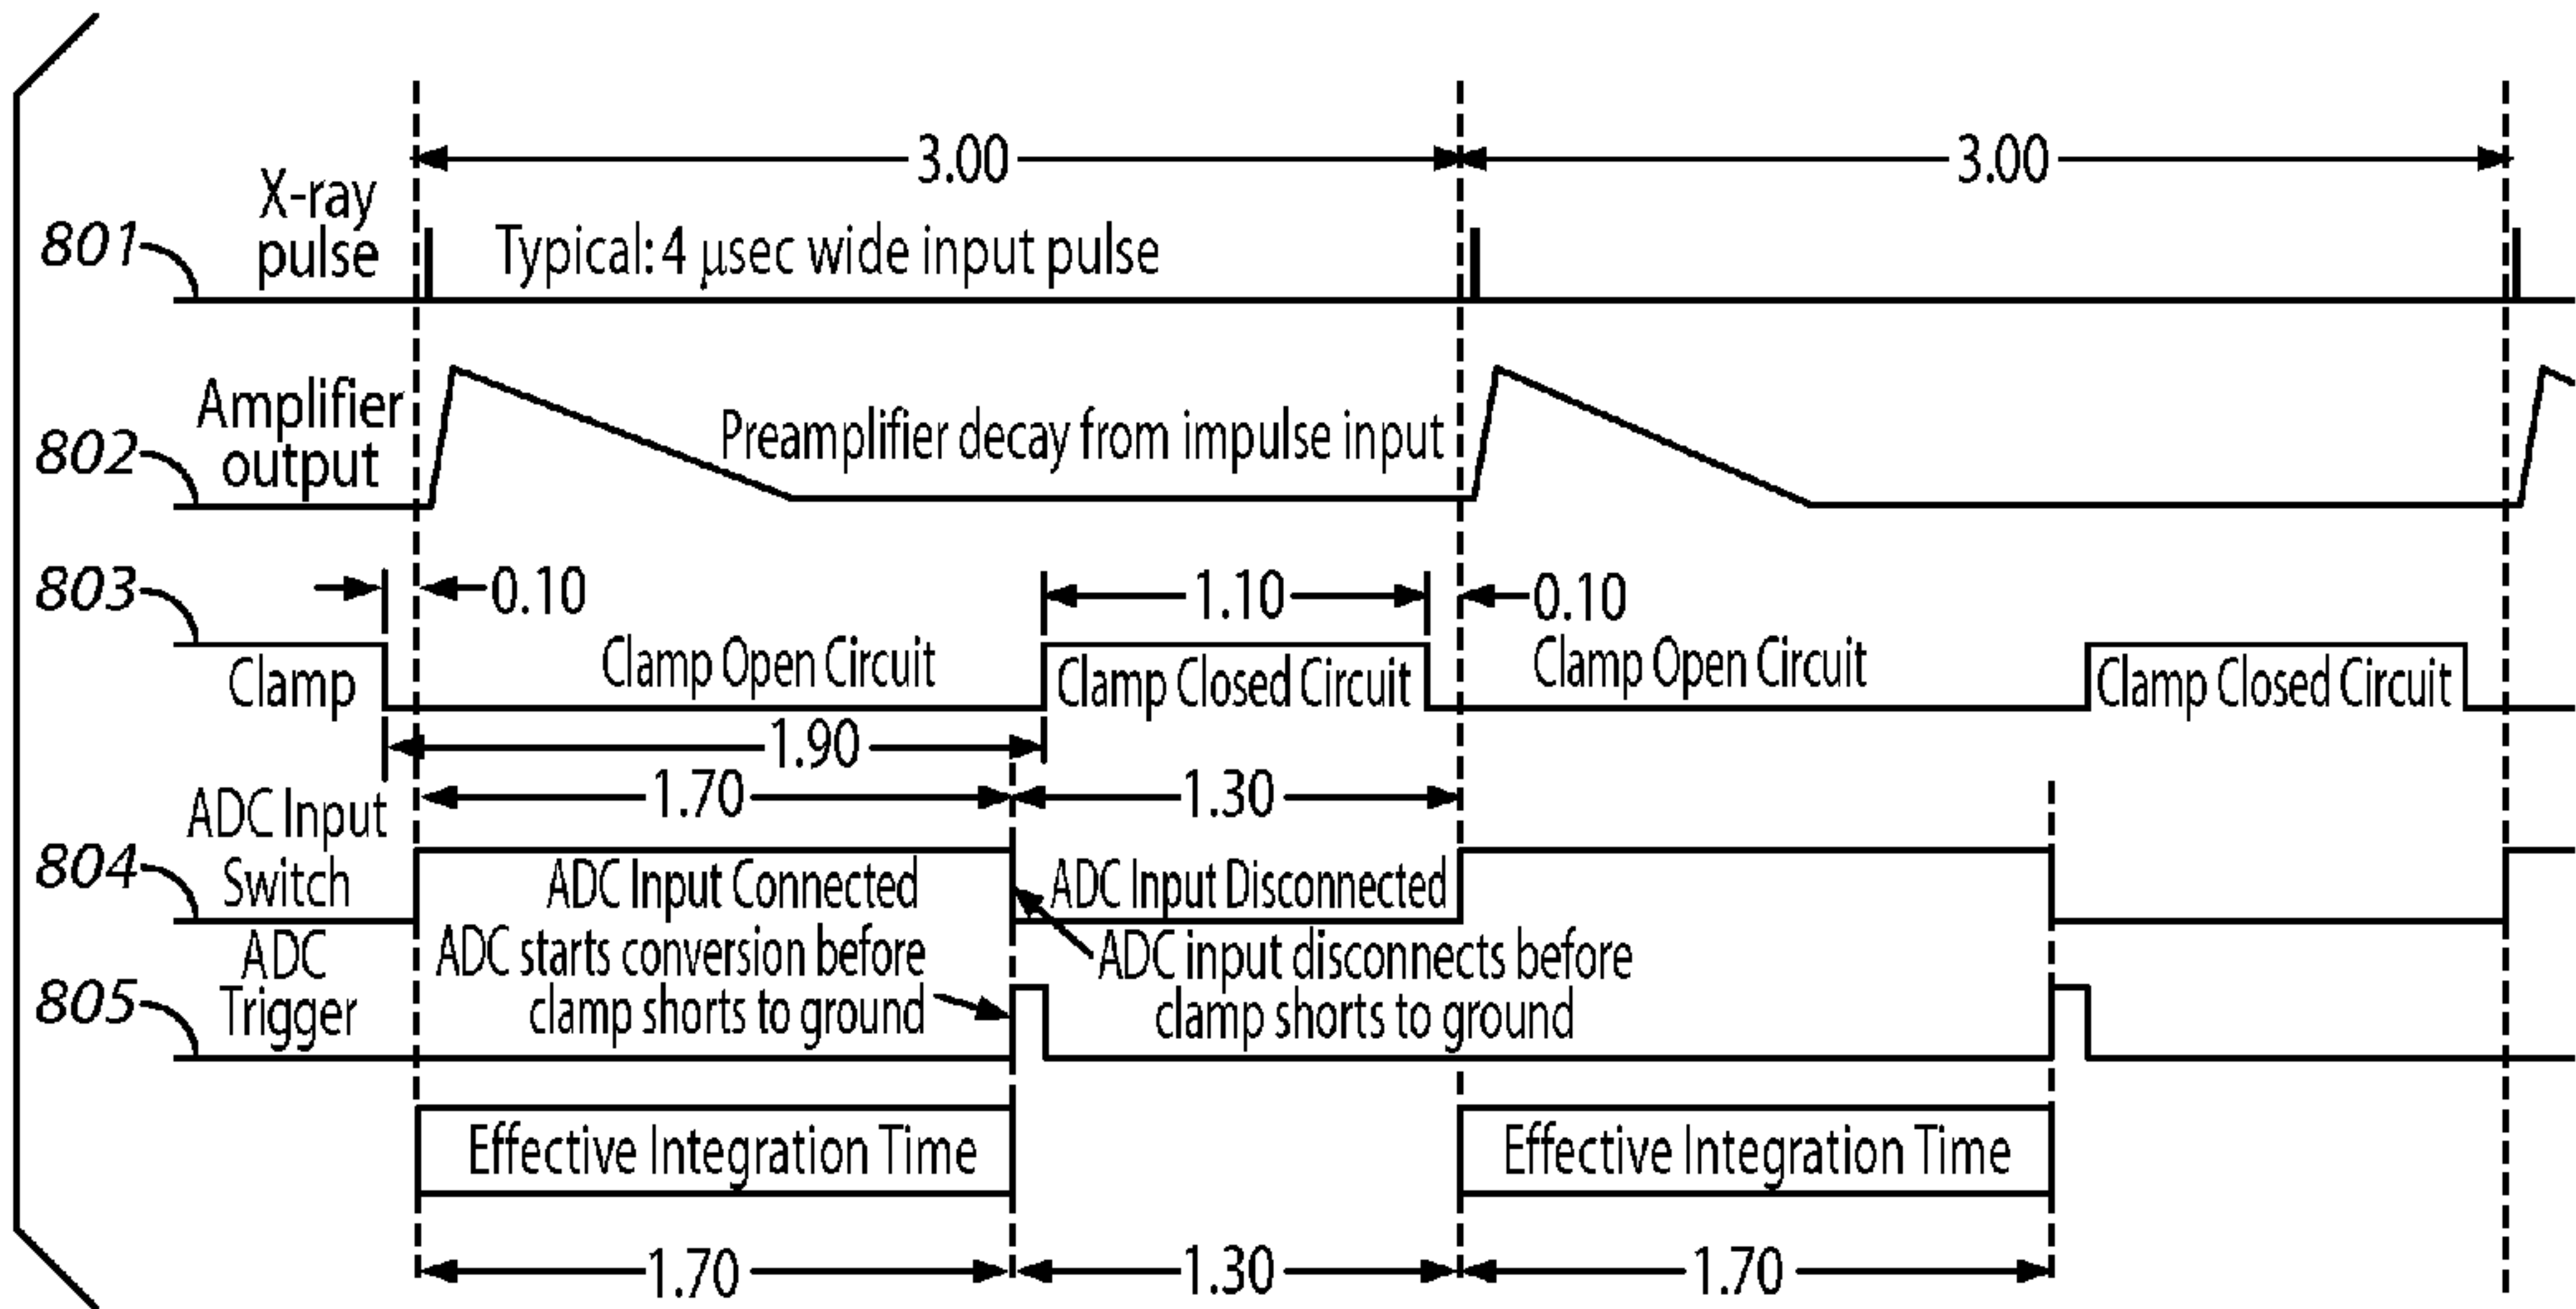 3.00
3.00
X-ray
pulse
801
Typical: 4 μsec wide input pulse
Amplifier
output
802
Preamplifier decay from impulse input
803
0.10
1.10
0.10
Clamp
Clamp Open Circuit
Clamp Closed Circuit
Clamp Open Circuit
Clamp Closed Circuit
1.90
1.70
1.30
ADC Input
Switch
804
ADC Input Connected
ADC Input Disconnected
ADC
Trigger
805
ADC starts conversion before
clamp shorts to ground
ADC input disconnects before
clamp shorts to ground
Effective Integration Time
Effective Integration Time
1.70
1.30
1.70